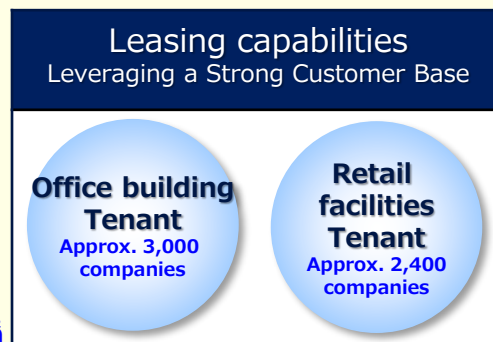 Leasing capabilities
Leveraging a Strong Customer Base
Office building
Tenant
Approx. 3,000
companies
Retail
facilities
Tenant
Approx. 2,400
companies